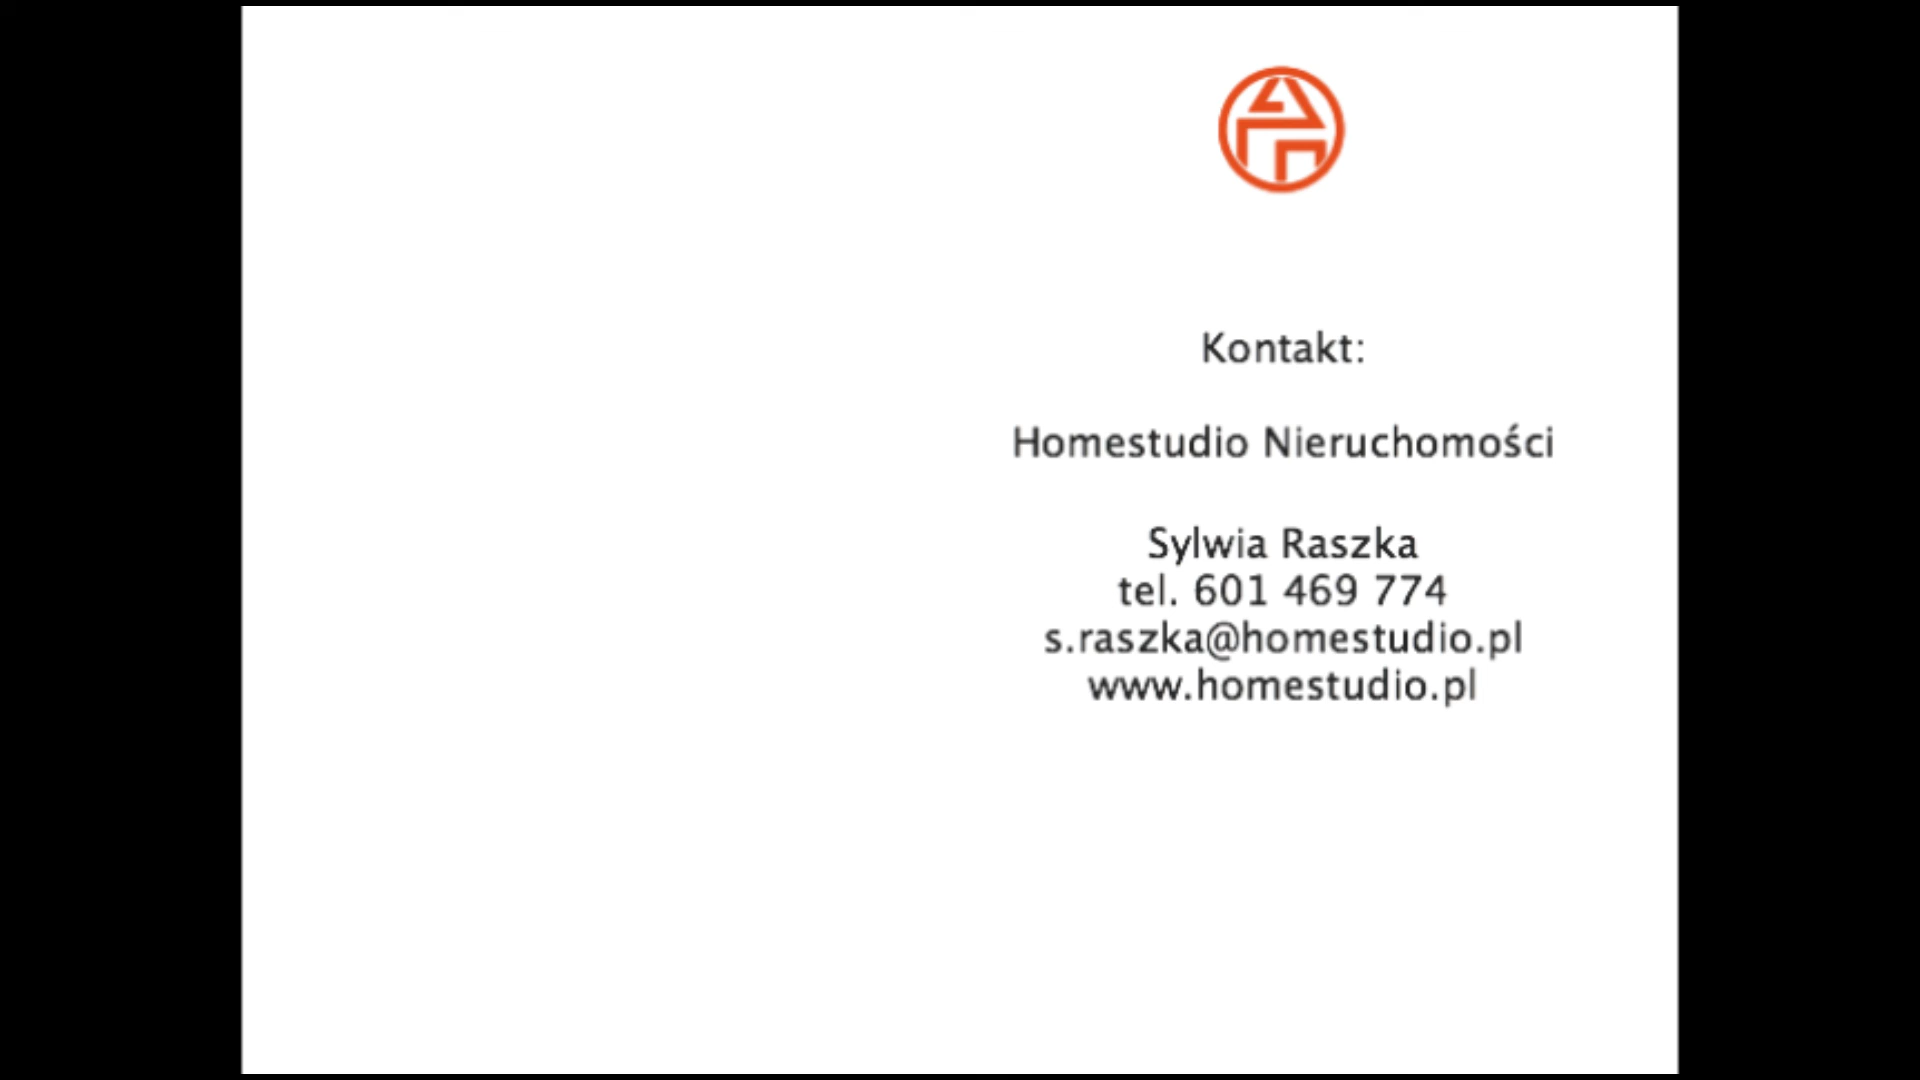 Kontakt:
Homestudio Nieruchomości
Sylwia Raszka
tel. 601 469 774
s.raszka@homestudio.pl
www.homestudio.pl